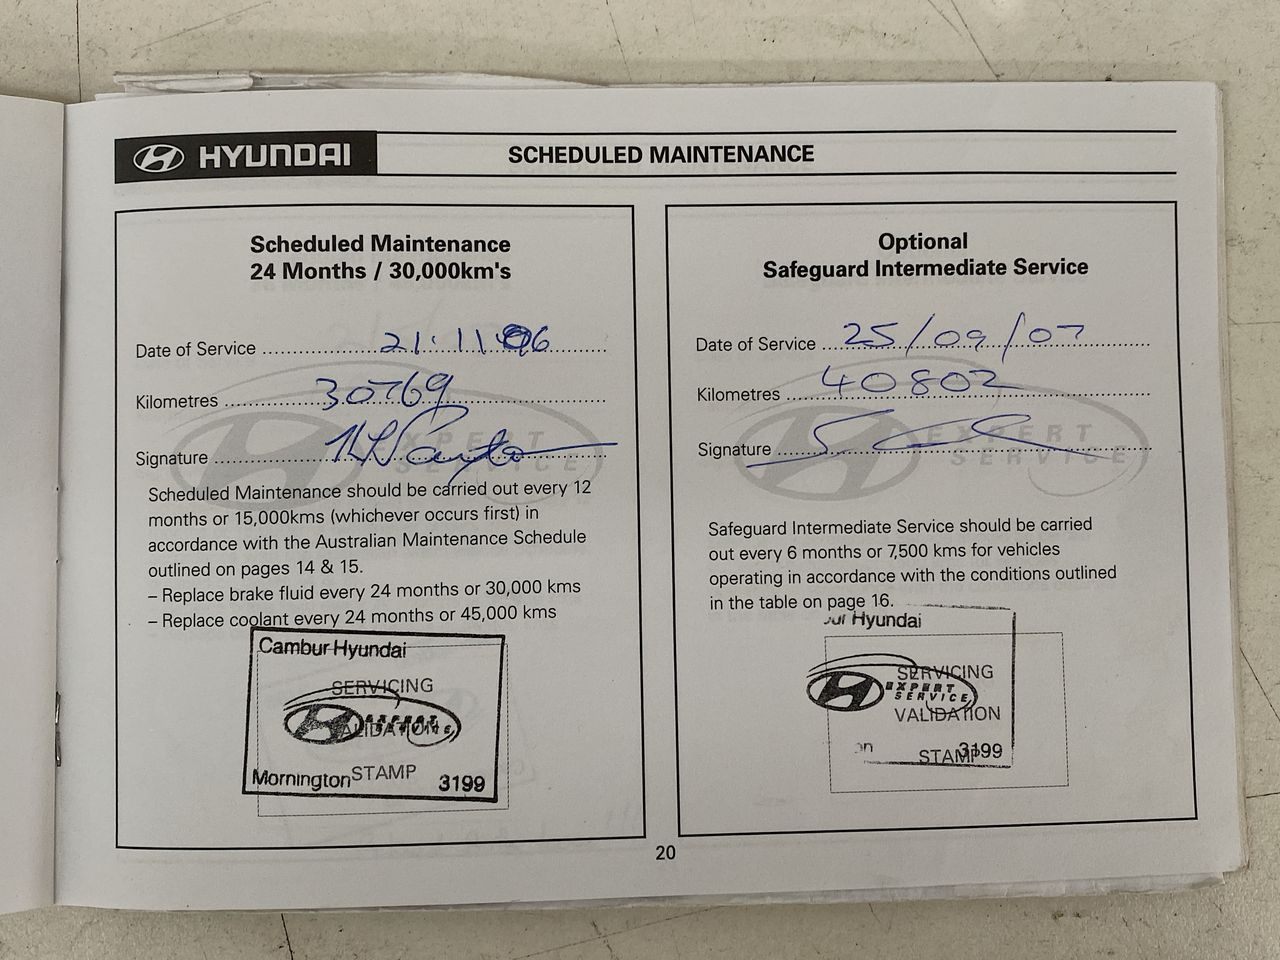 HYUNDAI
SCHEDULED MAINTENANCE
Scheduled Maintenance
24 Months / 30,000km's
Date of Service 21.11.06
Kilometres 30769
Signature
EXPERT
SERVICE
Scheduled Maintenance should be carried out every 12
months or 15,000kms (whichever occurs first) in
accordance with the Australian Maintenance Schedule
outlined on pages 14 & 15.
– Replace brake fluid every 24 months or 30,000 kms
– Replace coolant every 24 months or 45,000 kms
Cambur Hyundai
SERVICING
VALIDATION
STAMP
Mornington 3199
Optional
Safeguard Intermediate Service
Date of Service 25/09/07
Kilometres 40802
Signature
EXPERT
SERVICE
Safeguard Intermediate Service should be carried
out every 6 months or 7,500 kms for vehicles
operating in accordance with the conditions outlined
in the table on page 16.
Hyundai
SERVICING
EXPERT
SERVICE
VALIDATION
STAMP
3199
20